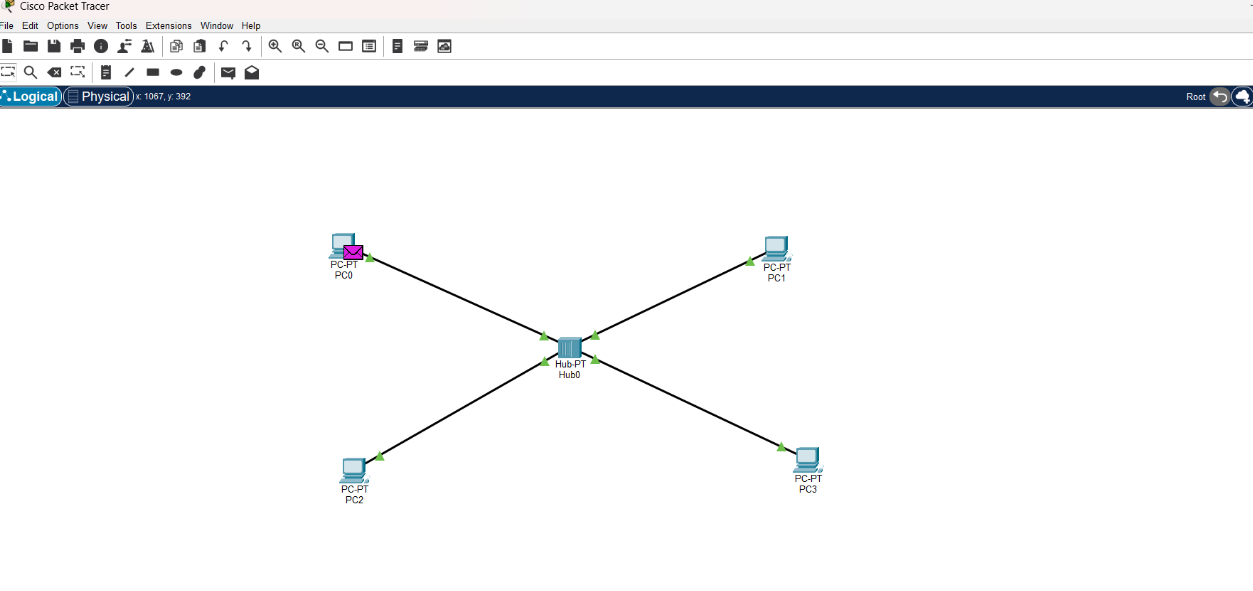 Cisco Packet Tracer
File Edit Options View Tools Extensions Window Help
Logical Physical x: 1067, y: 392 Root
PC-PT
PC0
PC-PT
PC1
Hub-PT
Hub0
PC-PT
PC2
PC-PT
PC3